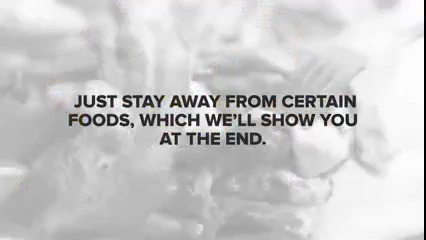 JUST STAY AWAY FROM CERTAIN
FOODS, WHICH WE'LL SHOW YOU
AT THE END.